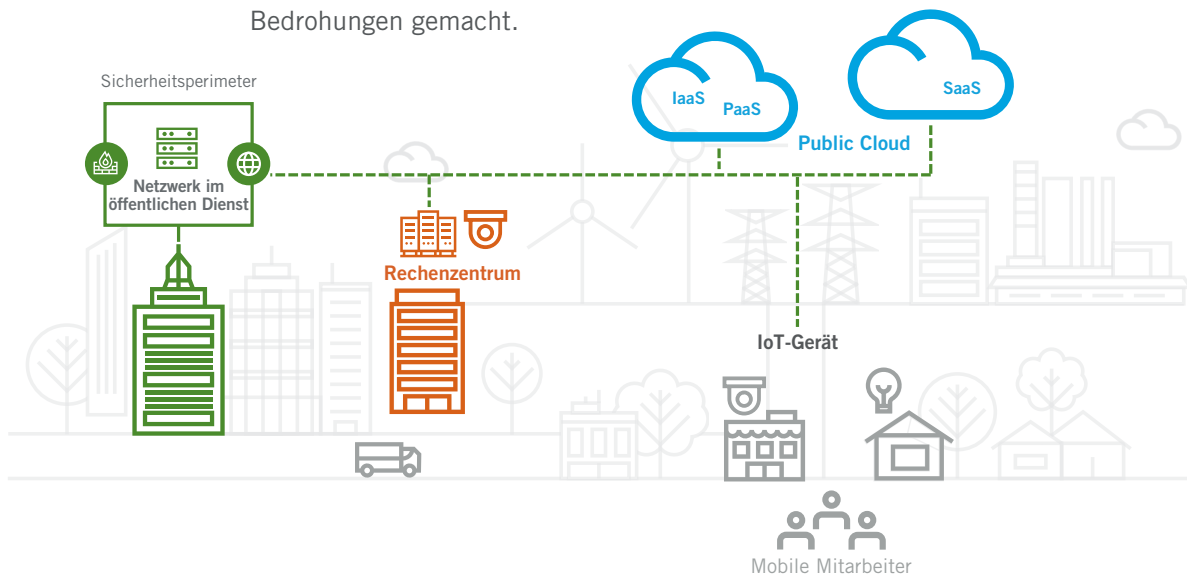 Bedrohungen gemacht.
Sicherheitsperimeter
IaaS
PaaS
SaaS
Public Cloud
Netzwerk im
öffentlichen Dienst
Rechenzentrum
IoT-Gerät
Mobile Mitarbeiter